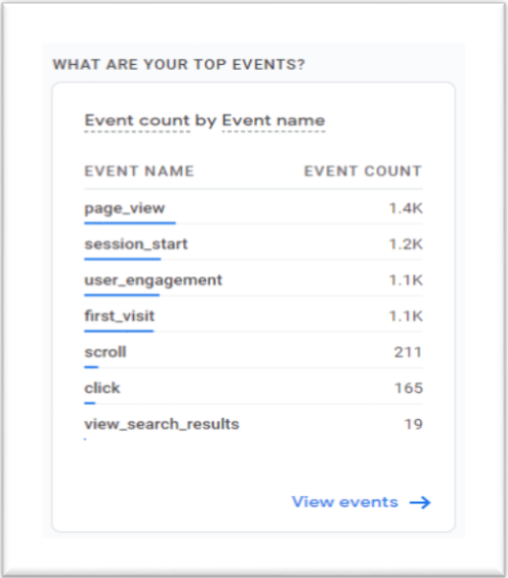 WHAT ARE YOUR TOP EVENTS?
Event count by Event name
EVENT NAME EVENT COUNT
page_view 1.4K
session_start 1.2K
user_engagement 1.1K
first_visit 1.1K
scroll 211
click 165
view_search_results 19
View events →